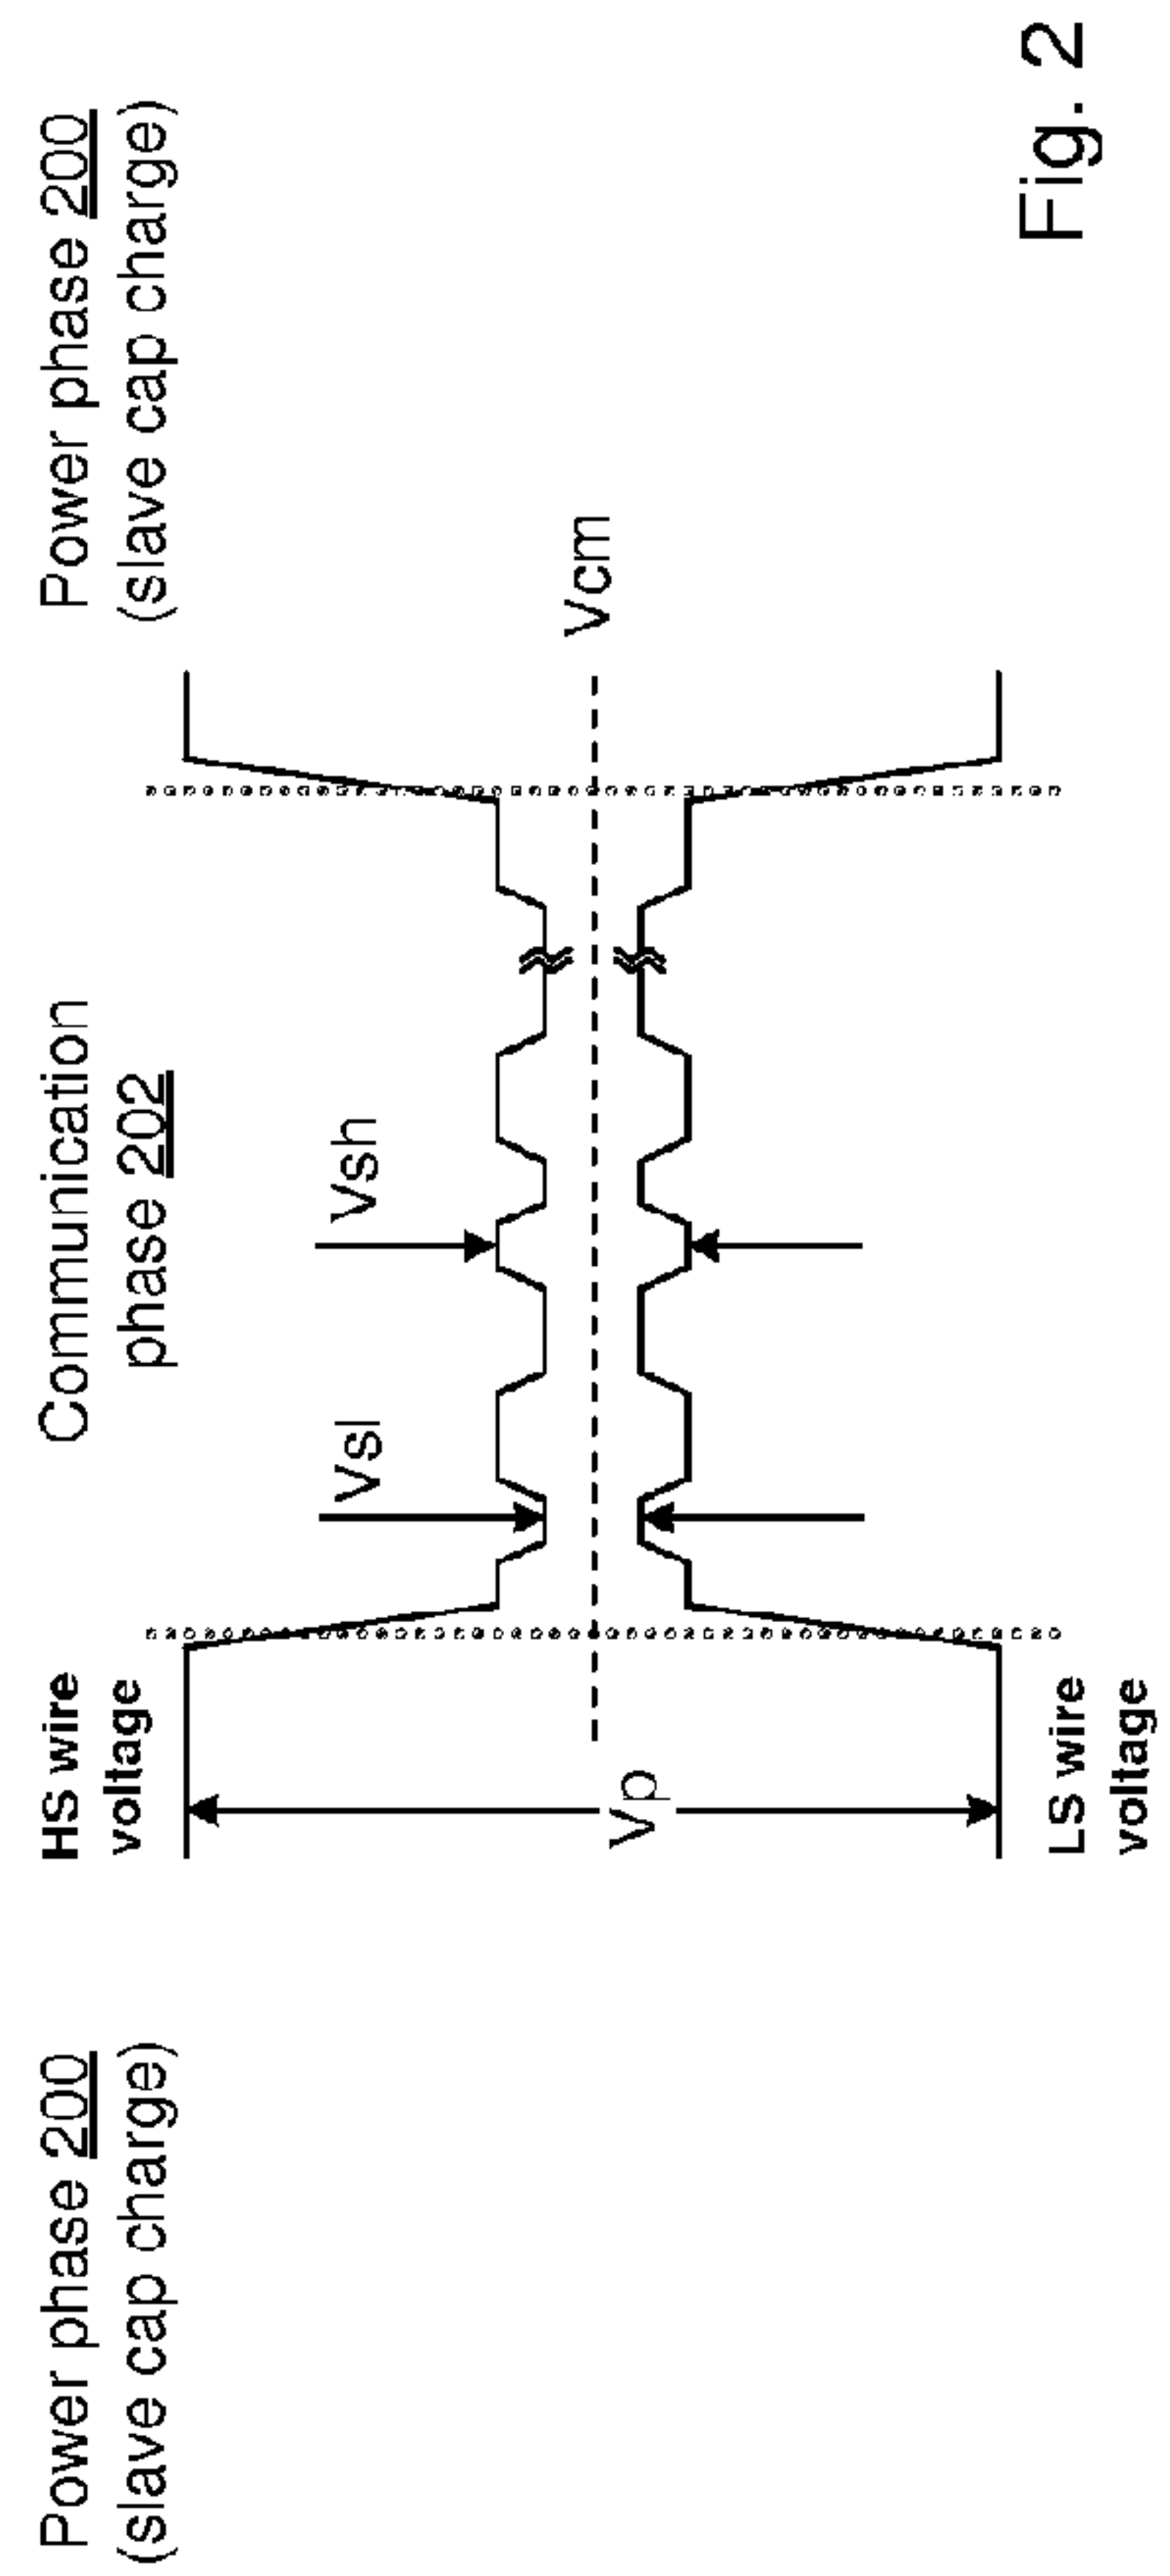 Power phase 200
(slave cap charge)
HS wire
voltage
Communication
phase 202
Power phase 200
(slave cap charge)
Vsl
Vsh
Vp
Vcm
LS wire
voltage
Fig. 2